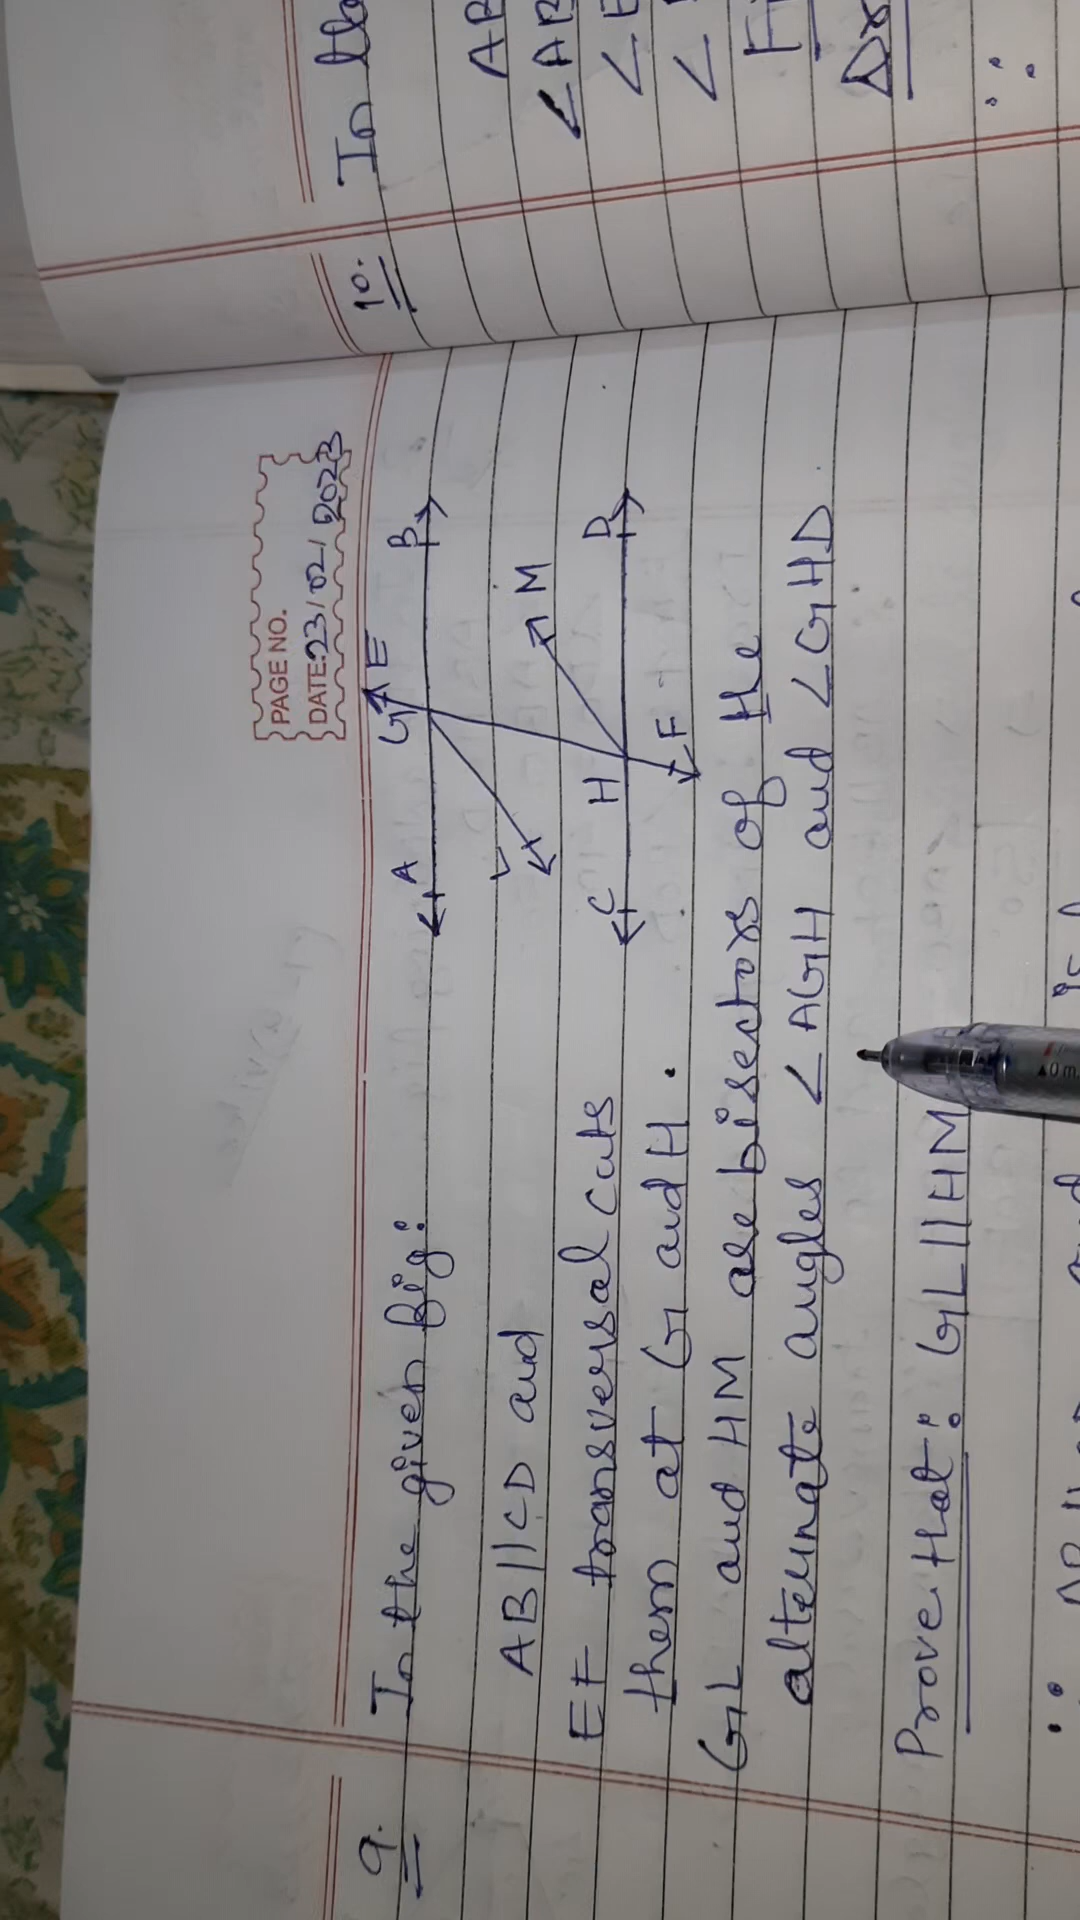 PAGE NO.
DATE: 23/02/2023
9. In the given fig:
AB||CD and
EF transversal cuts
them at G and H.
GL and HM are bisectors of the
alternate angles ∠AGH and ∠GHD
Prove that: GL||HM
A
G
E
B
L
M
C
H
F
D
10. In the
AB
∠AB